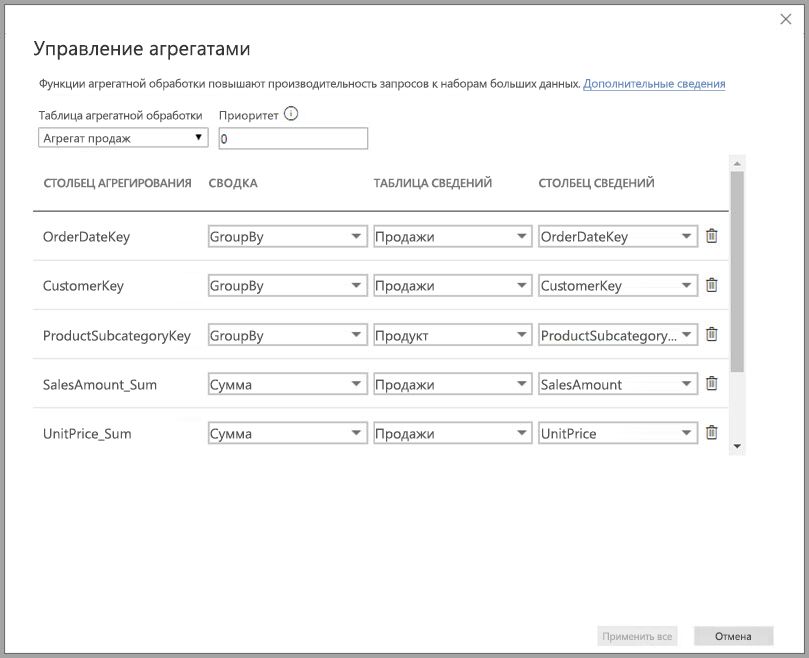 Управление агрегатами
Функции агрегатной обработки повышают производительность запросов к наборам больших данных. Дополнительные сведения
Таблица агрегатной обработки Приоритет
Агрегат продаж 0
СТОЛБЕЦ АГРЕГИРОВАНИЯ СВОДКА ТАБЛИЦА СВЕДЕНИЙ СТОЛБЕЦ СВЕДЕНИЙ
OrderDateKey GroupBy Продажи OrderDateKey
CustomerKey GroupBy Продажи CustomerKey
ProductSubcategoryKey GroupBy Продукт ProductSubcategory...
SalesAmount_Sum Сумма Продажи SalesAmount
UnitPrice_Sum Сумма Продажи UnitPrice
Применить все Отмена